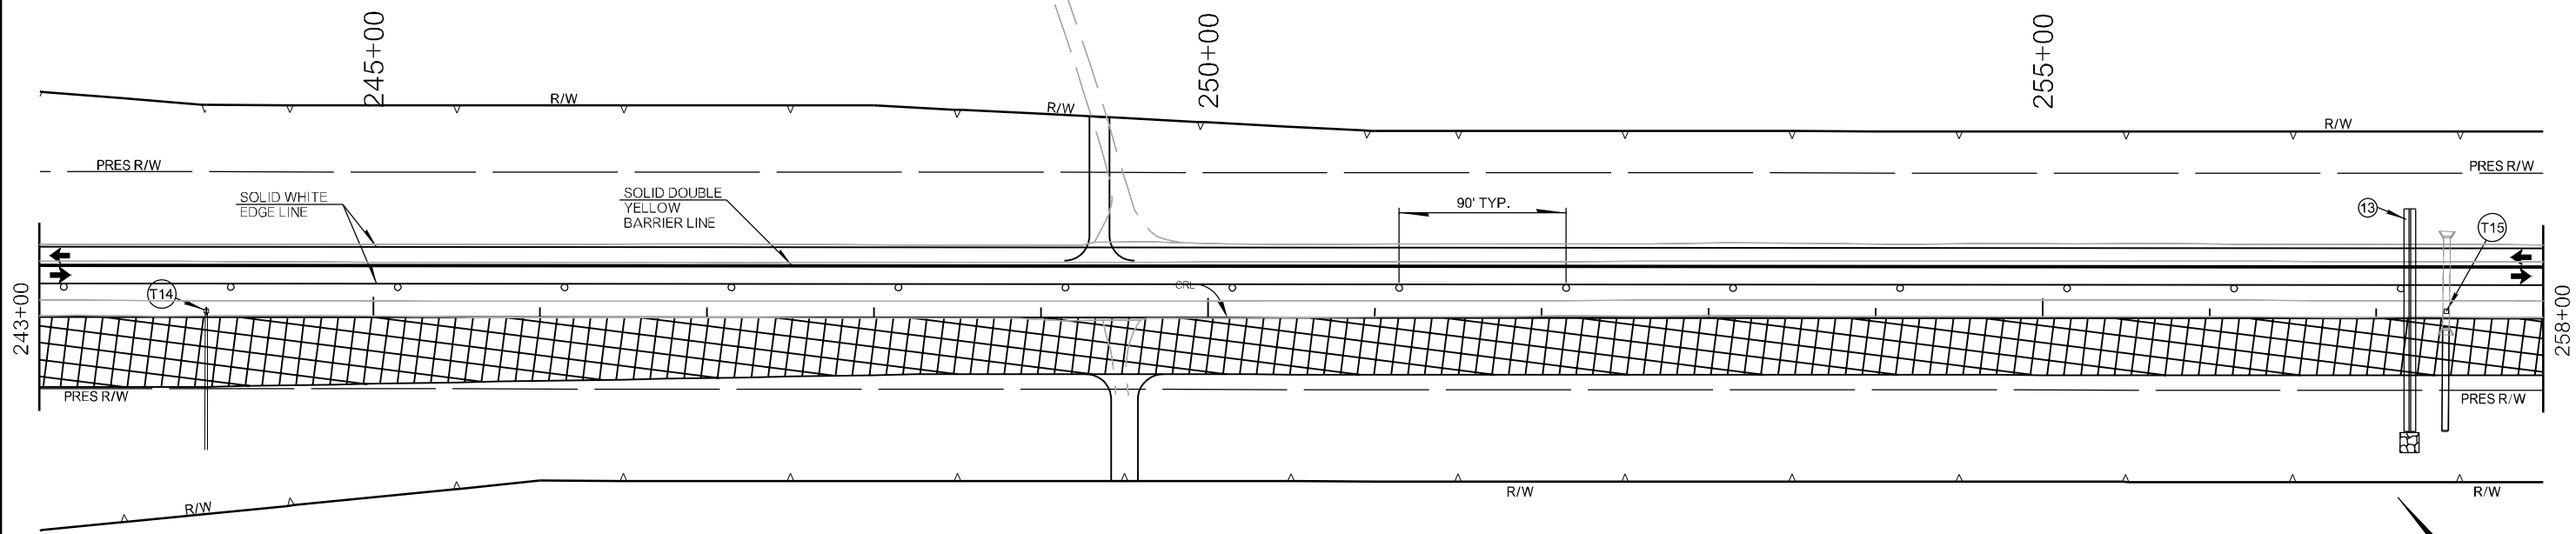 245+00
250+00
255+00
R/W
R/W
R/W
PRES R/W
PRES R/W
SOLID WHITE
EDGE LINE
SOLID DOUBLE
YELLOW
BARRIER LINE
90' TYP.
13
T15
T14
CRL
243+00
258+00
PRES R/W
PRES R/W
R/W
R/W
R/W